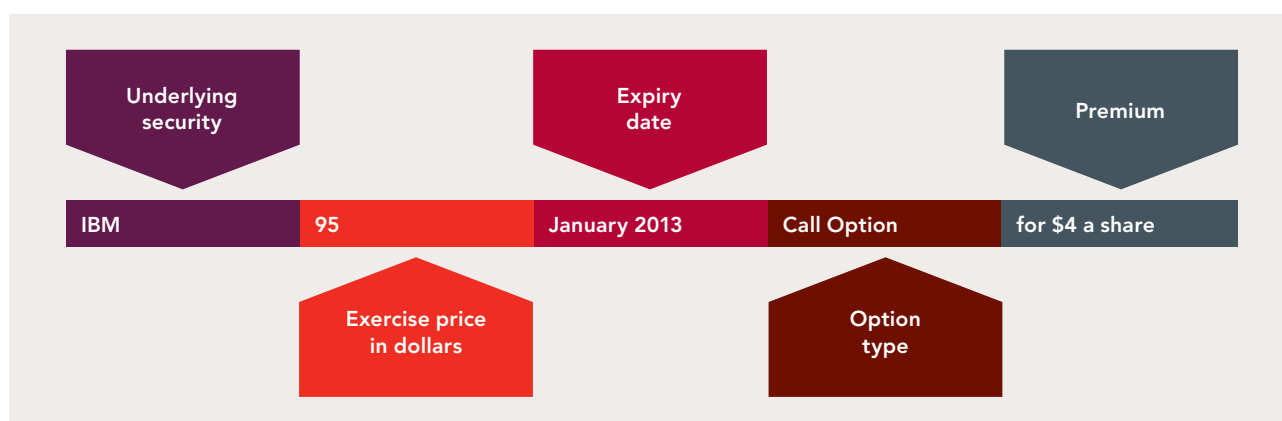 Underlying
security
Expiry
date
Premium
IBM
95
January 2013
Call Option
for $4 a share
Exercise price
in dollars
Option
type